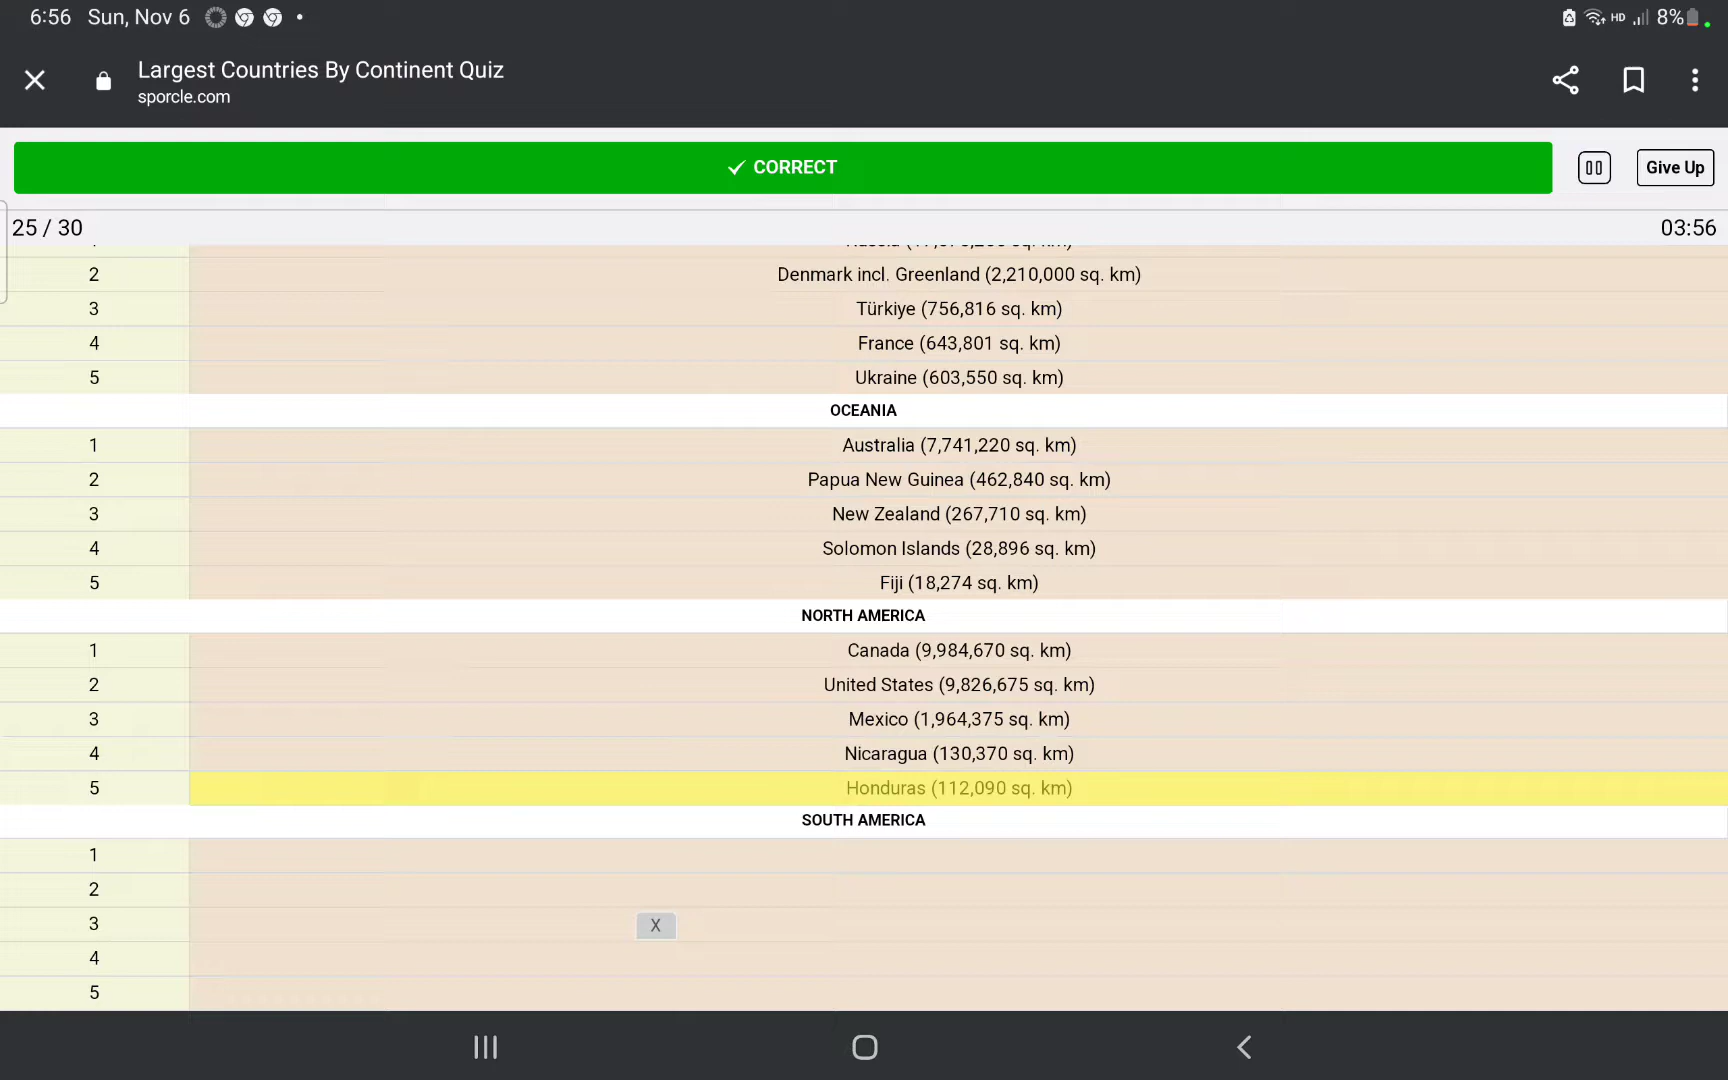 6:56 Sun, Nov 6
HD 8%
Largest Countries By Continent Quiz
sporcle.com
✓ CORRECT
Give Up
25 / 30
03:56
2 Denmark incl. Greenland (2,210,000 sq. km)
3 Türkiye (756,816 sq. km)
4 France (643,801 sq. km)
5 Ukraine (603,550 sq. km)
OCEANIA
1 Australia (7,741,220 sq. km)
2 Papua New Guinea (462,840 sq. km)
3 New Zealand (267,710 sq. km)
4 Solomon Islands (28,896 sq. km)
5 Fiji (18,274 sq. km)
NORTH AMERICA
1 Canada (9,984,670 sq. km)
2 United States (9,826,675 sq. km)
3 Mexico (1,964,375 sq. km)
4 Nicaragua (130,370 sq. km)
5 Honduras (112,090 sq. km)
SOUTH AMERICA
1
2
3 X
4
5